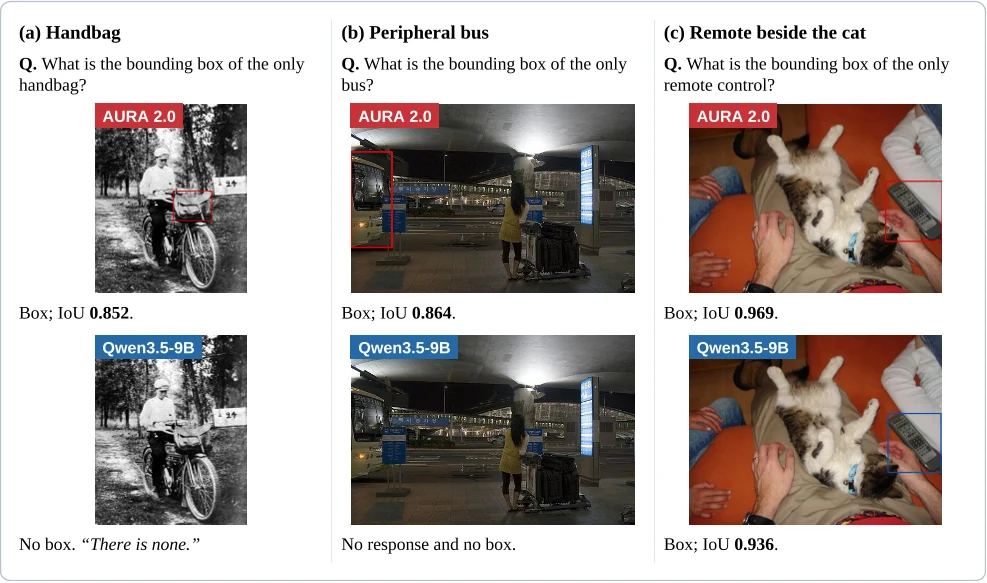 (a) Handbag
Q. What is the bounding box of the only
handbag?
AURA 2.0
Box; IoU 0.852.
Qwen3.5-9B
No box. “There is none.”
(b) Peripheral bus
Q. What is the bounding box of the only
bus?
AURA 2.0
Box; IoU 0.864.
Qwen3.5-9B
No response and no box.
(c) Remote beside the cat
Q. What is the bounding box of the only
remote control?
AURA 2.0
Box; IoU 0.969.
Qwen3.5-9B
Box; IoU 0.936.